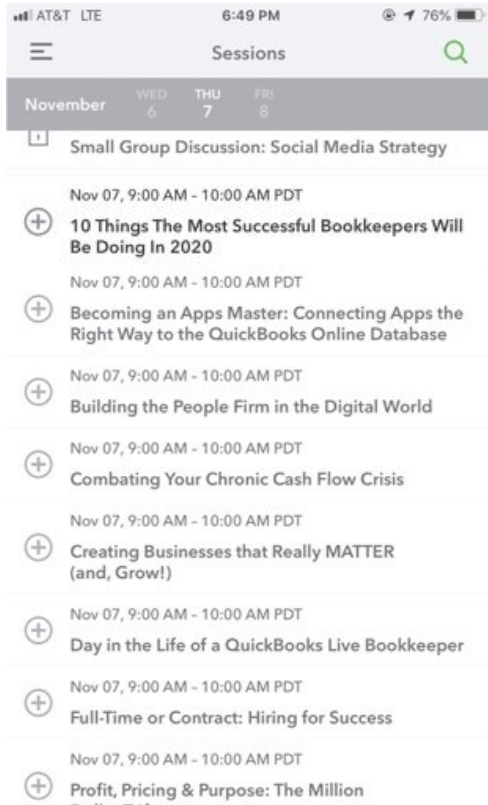 AT&T LTE 6:49 PM 76%
Sessions
November WED 6 THU 7 FRI 8
Small Group Discussion: Social Media Strategy
Nov 07, 9:00 AM – 10:00 AM PDT
10 Things The Most Successful Bookkeepers Will
Be Doing In 2020
Nov 07, 9:00 AM – 10:00 AM PDT
Becoming an Apps Master: Connecting Apps the
Right Way to the QuickBooks Online Database
Nov 07, 9:00 AM – 10:00 AM PDT
Building the People Firm in the Digital World
Nov 07, 9:00 AM – 10:00 AM PDT
Combating Your Chronic Cash Flow Crisis
Nov 07, 9:00 AM – 10:00 AM PDT
Creating Businesses that Really MATTER
(and, Grow!)
Nov 07, 9:00 AM – 10:00 AM PDT
Day in the Life of a QuickBooks Live Bookkeeper
Nov 07, 9:00 AM – 10:00 AM PDT
Full-Time or Contract: Hiring for Success
Nov 07, 9:00 AM – 10:00 AM PDT
Profit, Pricing & Purpose: The Million